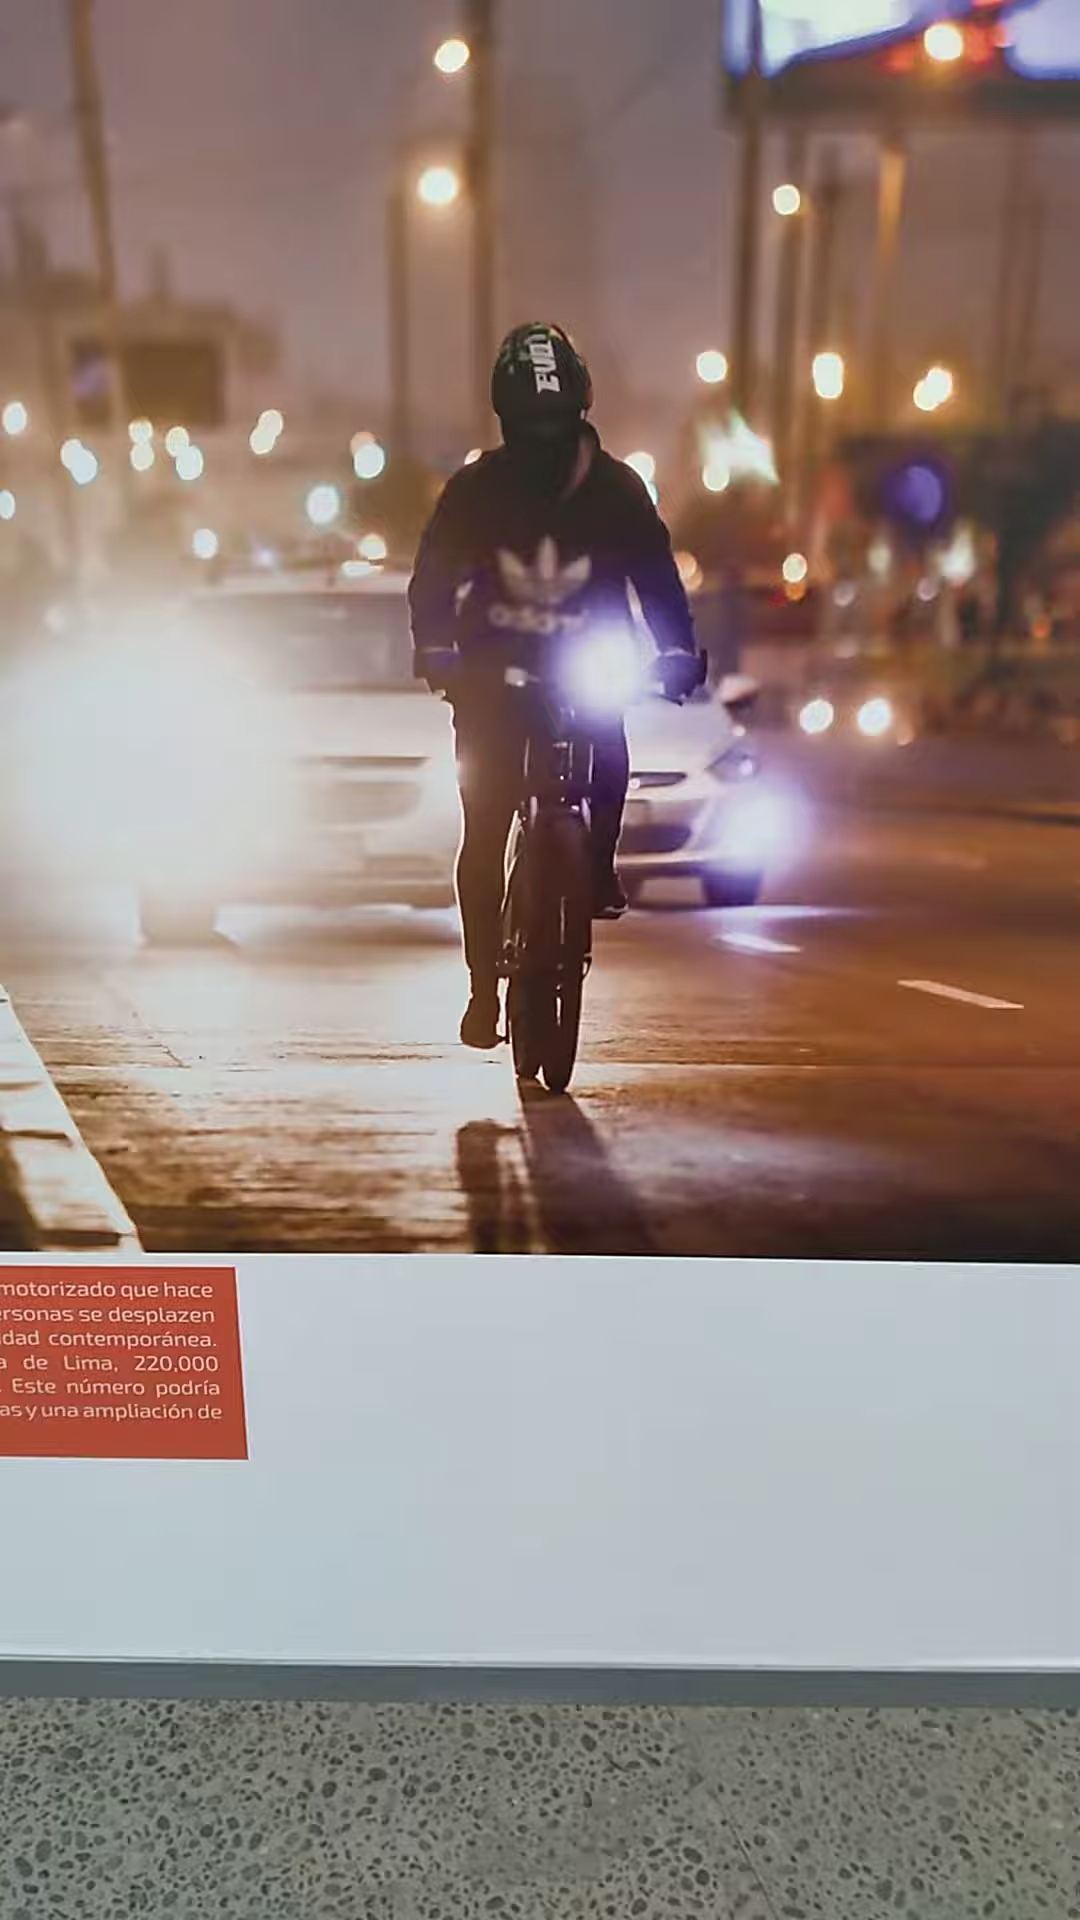 adidas
motorizado que hace
ersonas se desplazen
idad contemporánea.
a de Lima, 220,000
. Este número podría
as y una ampliación de